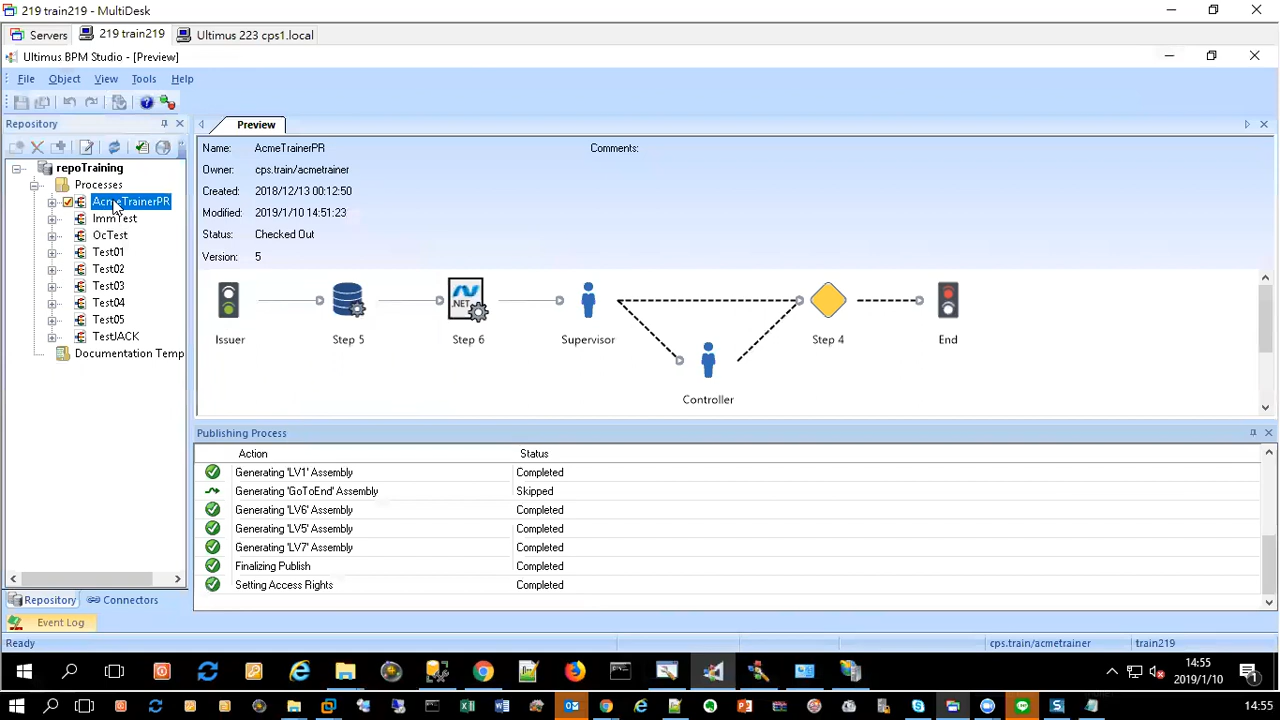 219 train219 - MultiDesk
Servers
219 train219
Ultimus 223 cps1.local
Ultimus BPM Studio - [Preview]
File
Object
View
Tools
Help
Repository
Preview
repoTraining
Processes
AcmeTrainerPR
ImmTest
OcTest
Test01
Test02
Test03
Test04
Test05
TestJACK
Documentation Temp
Name: AcmeTrainerPR Comments:
Owner: cps.train/acmetrainer
Created: 2018/12/13 00:12:50
Modified: 2019/1/10 14:51:23
Status: Checked Out
Version: 5
.NET
Issuer
Step 5
Step 6
Supervisor
Step 4
End
Controller
Publishing Process
Action Status
Generating 'LV1' Assembly Completed
Generating 'GoToEnd' Assembly Skipped
Generating 'LV6' Assembly Completed
Generating 'LV5' Assembly Completed
Generating 'LV7' Assembly Completed
Finalizing Publish Completed
Setting Access Rights Completed
Repository
Connectors
Event Log
Ready
cps.train/acmetrainer
train219
14:55
2019/1/10
14:55